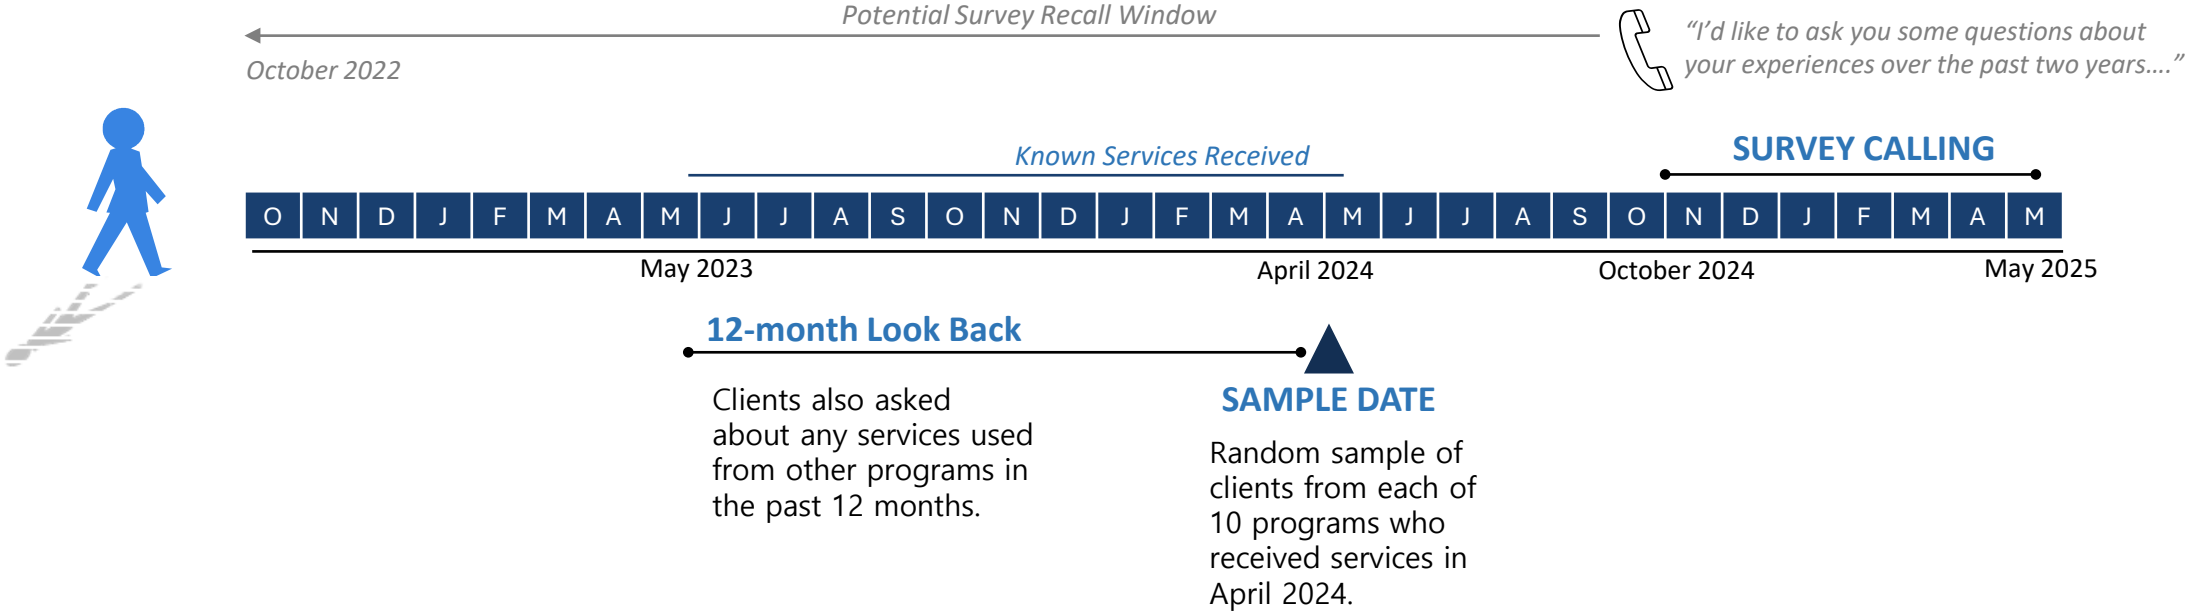 Potential Survey Recall Window
“I’d like to ask you some questions about
your experiences over the past two years....”
October 2022
Known Services Received
SURVEY CALLING
O N D J F M A M J J A S O N D J F M A M J J A S O N D J F M A M
May 2023
April 2024
October 2024
May 2025
12-month Look Back
Clients also asked
about any services used
from other programs in
the past 12 months.
SAMPLE DATE
Random sample of
clients from each of
10 programs who
received services in
April 2024.